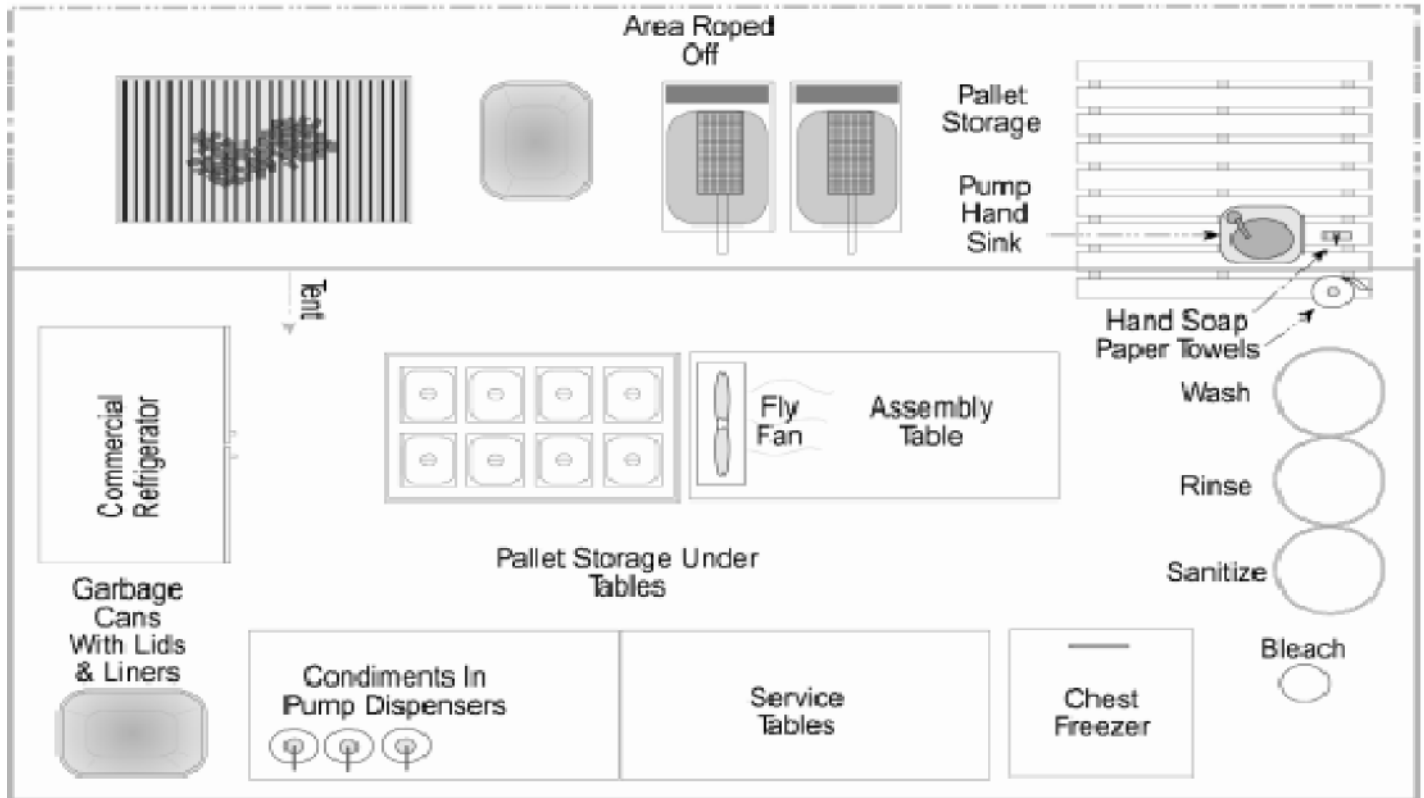 Area Roped
Off
Pallet
Storage
Pump
Hand
Sink
Tent
Hand Soap
Paper Towels
Commercial
Refrigerator
Fly
Fan
Assembly
Table
Wash
Rinse
Sanitize
Pallet Storage Under
Tables
Garbage
Cans
With Lids
& Liners
Condiments In
Pump Dispensers
Service
Tables
Chest
Freezer
Bleach